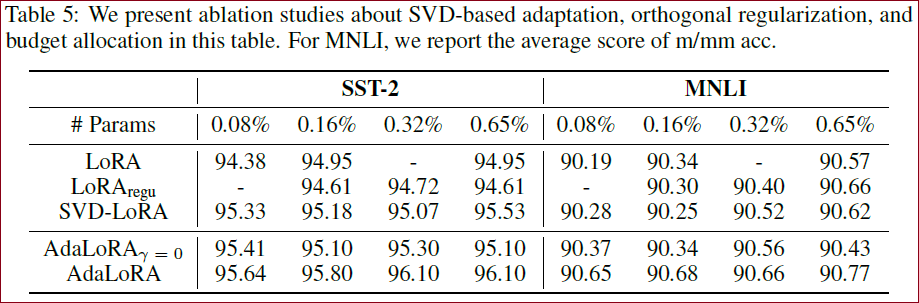 Table 5: We present ablation studies about SVD-based adaptation, orthogonal regularization, and
budget allocation in this table. For MNLI, we report the average score of m/mm acc.
SST-2 MNLI
# Params 0.08% 0.16% 0.32% 0.65% 0.08% 0.16% 0.32% 0.65%
LoRA 94.38 94.95 - 94.95 90.19 90.34 - 90.57
LoRAregu - 94.61 94.72 94.61 - 90.30 90.40 90.66
SVD-LoRA 95.33 95.18 95.07 95.53 90.28 90.25 90.52 90.62
AdaLoRAγ = 0 95.41 95.10 95.30 95.10 90.37 90.34 90.56 90.43
AdaLoRA 95.64 95.80 96.10 96.10 90.65 90.68 90.66 90.77